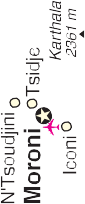 N'Tsoudjini
Moroni
Tsidje
Iconi
Karthala
2361 m